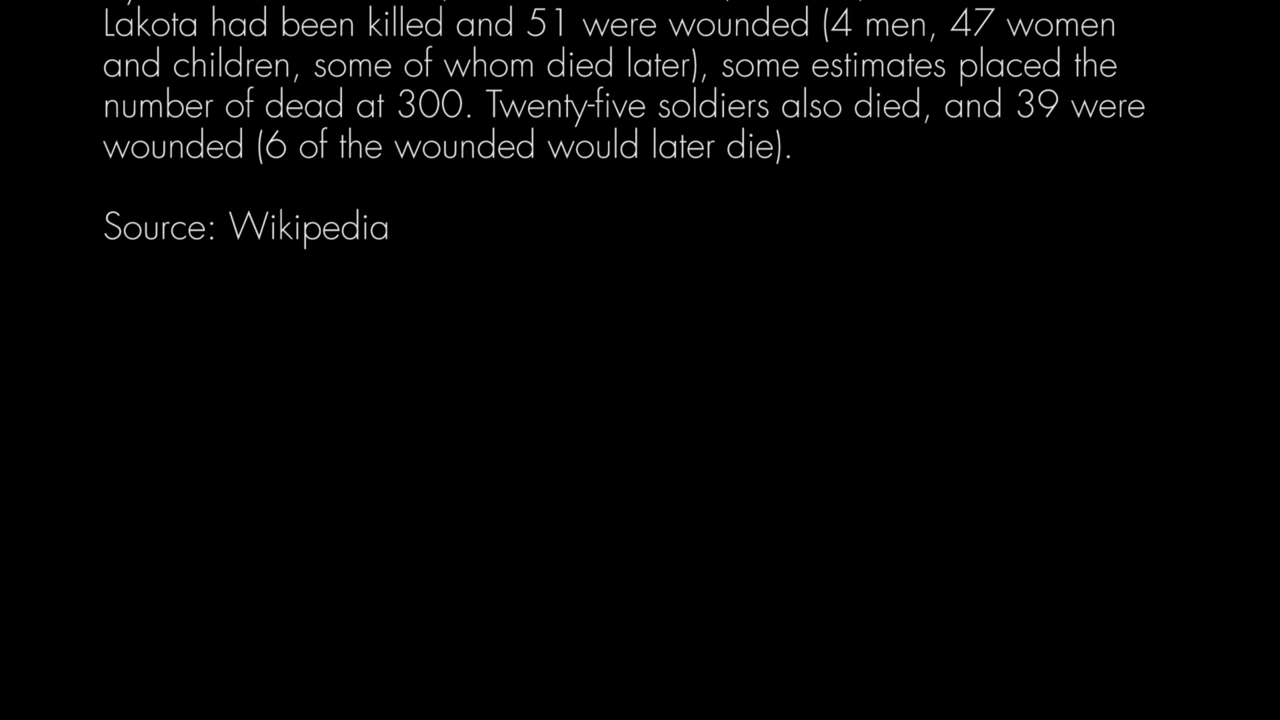 Lakota had been killed and 51 were wounded (4 men, 47 women
and children, some of whom died later), some estimates placed the
number of dead at 300. Twenty-five soldiers also died, and 39 were
wounded (6 of the wounded would later die).
Source: Wikipedia